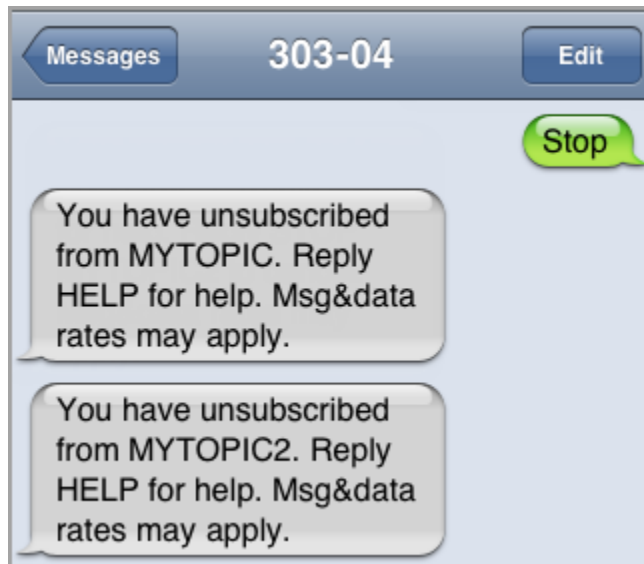 Messages 303-04 Edit
Stop
You have unsubscribed
from MYTOPIC. Reply
HELP for help. Msg&data
rates may apply.
You have unsubscribed
from MYTOPIC2. Reply
HELP for help. Msg&data
rates may apply.